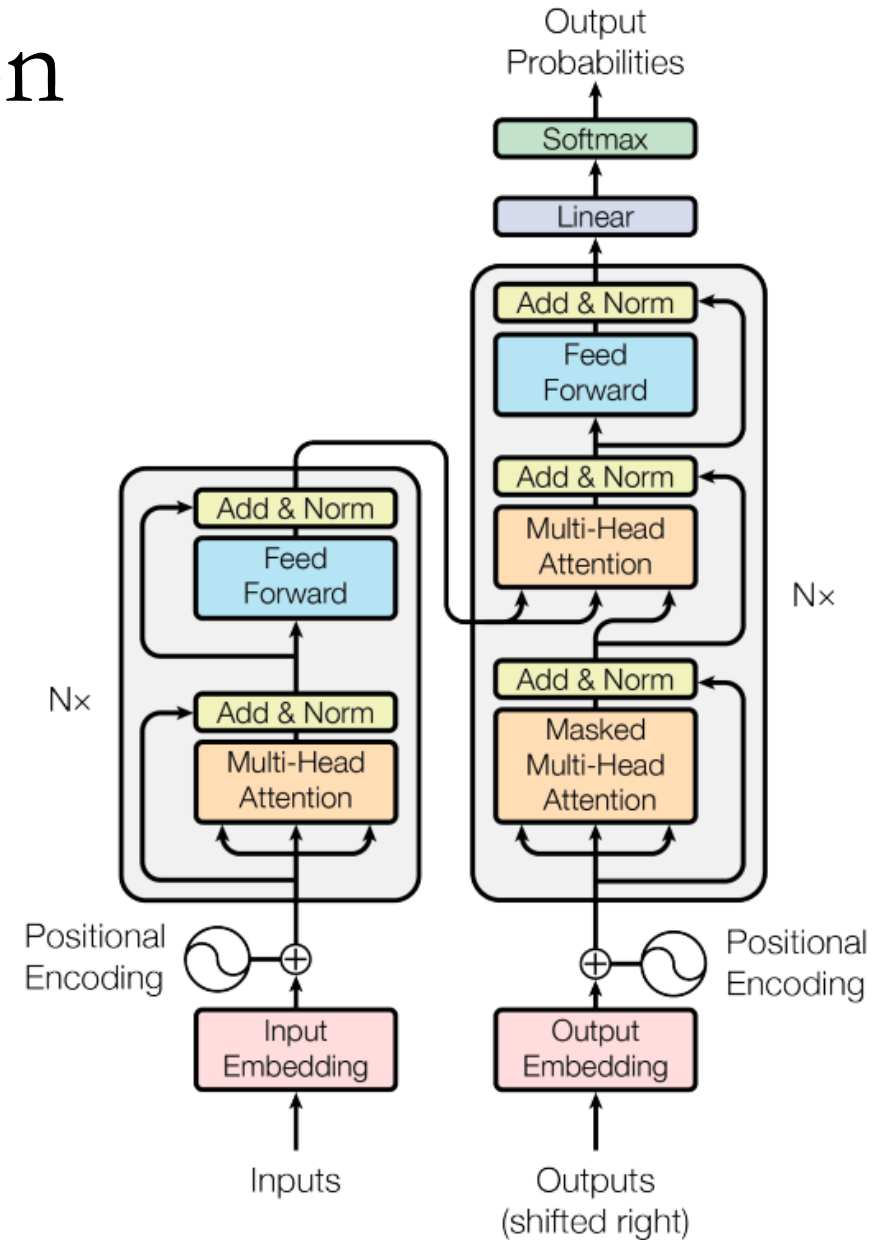 n
Output
Probabilities
Softmax
Linear
Add & Norm
Feed
Forward
Add & Norm
Multi-Head
Attention
Nx
Add & Norm
Masked
Multi-Head
Attention
Positional
Encoding
Output
Embedding
Outputs
(shifted right)
Add & Norm
Feed
Forward
Nx
Add & Norm
Multi-Head
Attention
Positional
Encoding
Input
Embedding
Inputs